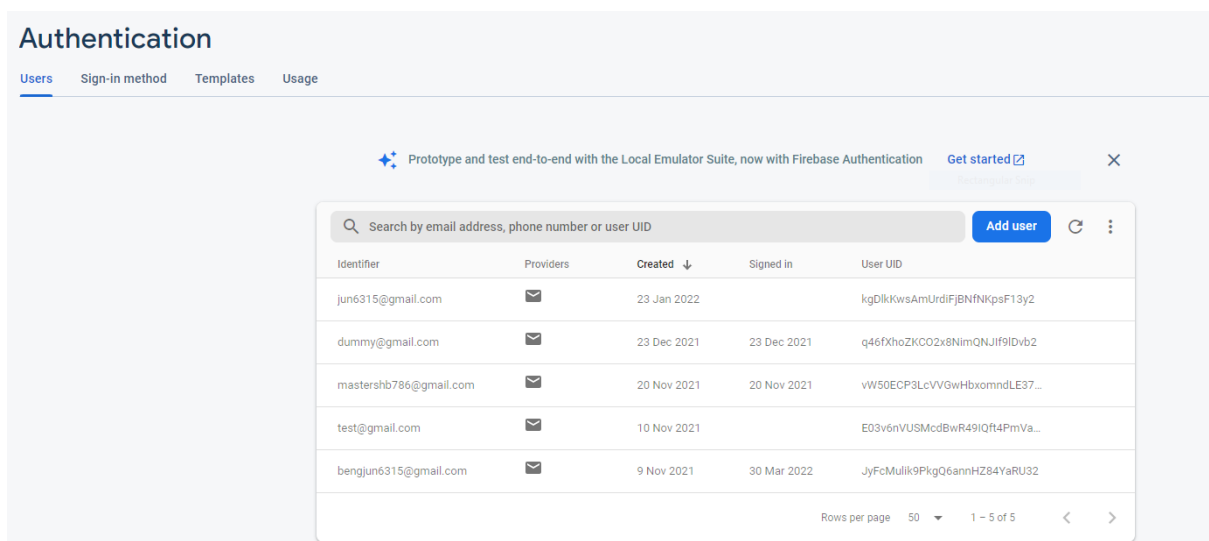 Authentication
Users Sign-in method Templates Usage
Prototype and test end-to-end with the Local Emulator Suite, now with Firebase Authentication Get started
Search by email address, phone number or user UID Add user
Identifier Providers Created Signed in User UID
jun6315@gmail.com 23 Jan 2022 kgDlkKwsAmUrdiFjBNfNKpsF13y2
dummy@gmail.com 23 Dec 2021 23 Dec 2021 q46fXhoZKCO2x8NimQNJIf9lDvb2
mastershb786@gmail.com 20 Nov 2021 20 Nov 2021 vW50ECP3LcVVGwHbxomndLE37...
test@gmail.com 10 Nov 2021 E03v6nVUSMcdBwR49IQft4PmVa...
bengjun6315@gmail.com 9 Nov 2021 30 Mar 2022 JyFcMulik9PkgQ6annHZ84YaRU32
Rows per page 50 1 – 5 of 5